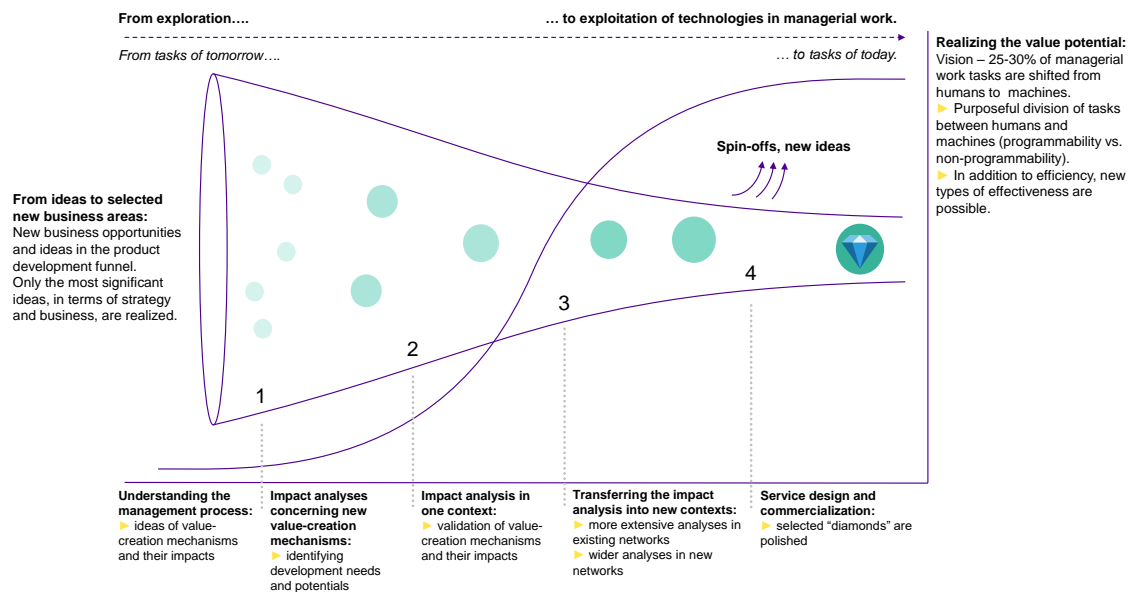 From exploration….
… to exploitation of technologies in managerial work.
From tasks of tomorrow….
… to tasks of today.
Realizing the value potential:
Vision – 25-30% of managerial
work tasks are shifted from
humans to machines.
► Purposeful division of tasks
between humans and
machines (programmability vs.
non-programmability).
► In addition to efficiency, new
types of effectiveness are
possible.
Spin-offs, new ideas
From ideas to selected
new business areas:
New business opportunities
and ideas in the product
development funnel.
Only the most significant
ideas, in terms of strategy
and business, are realized.
1
2
3
4
Understanding the
management process:
► ideas of value-
creation mechanisms
and their impacts
Impact analyses
concerning new
value-creation
mechanisms:
► identifying
development needs
and potentials
Impact analysis in
one context:
► validation of value-
creation mechanisms
and their impacts
Transferring the impact
analysis into new contexts:
► more extensive analyses in
existing networks
► wider analyses in new
networks
Service design and
commercialization:
► selected “diamonds” are
polished